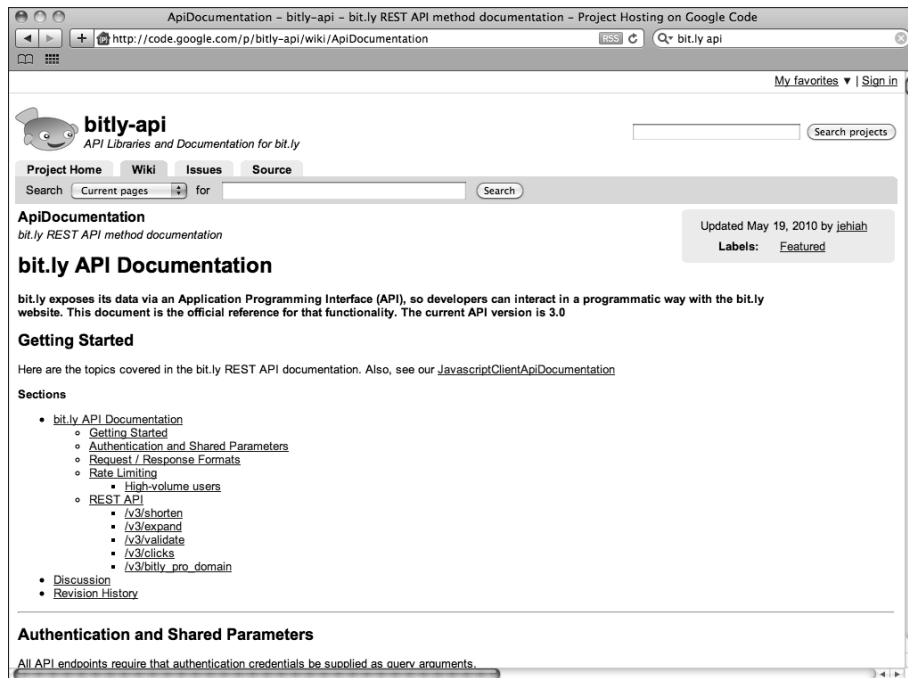 ApiDocumentation – bitly-api – bit.ly REST API method documentation – Project Hosting on Google Code
http://code.google.com/p/bitly-api/wiki/ApiDocumentation RSS bit.ly api
My favorites ▼ | Sign in
bitly-api
API Libraries and Documentation for bit.ly
Search projects
Project Home Wiki Issues Source
Search Current pages for Search
ApiDocumentation
bit.ly REST API method documentation
Updated May 19, 2010 by jehiah
Labels: Featured
bit.ly API Documentation
bit.ly exposes its data via an Application Programming Interface (API), so developers can interact in a programmatic way with the bit.ly
website. This document is the official reference for that functionality. The current API version is 3.0
Getting Started
Here are the topics covered in the bit.ly REST API documentation. Also, see our JavascriptClientApiDocumentation
Sections
• bit.ly API Documentation
◦ Getting Started
◦ Authentication and Shared Parameters
◦ Request / Response Formats
◦ Rate Limiting
▪ High-volume users
◦ REST API
▪ /v3/shorten
▪ /v3/expand
▪ /v3/validate
▪ /v3/clicks
▪ /v3/bitly_pro_domain
• Discussion
• Revision History
Authentication and Shared Parameters
All API endpoints require that authentication credentials be supplied as query arguments.